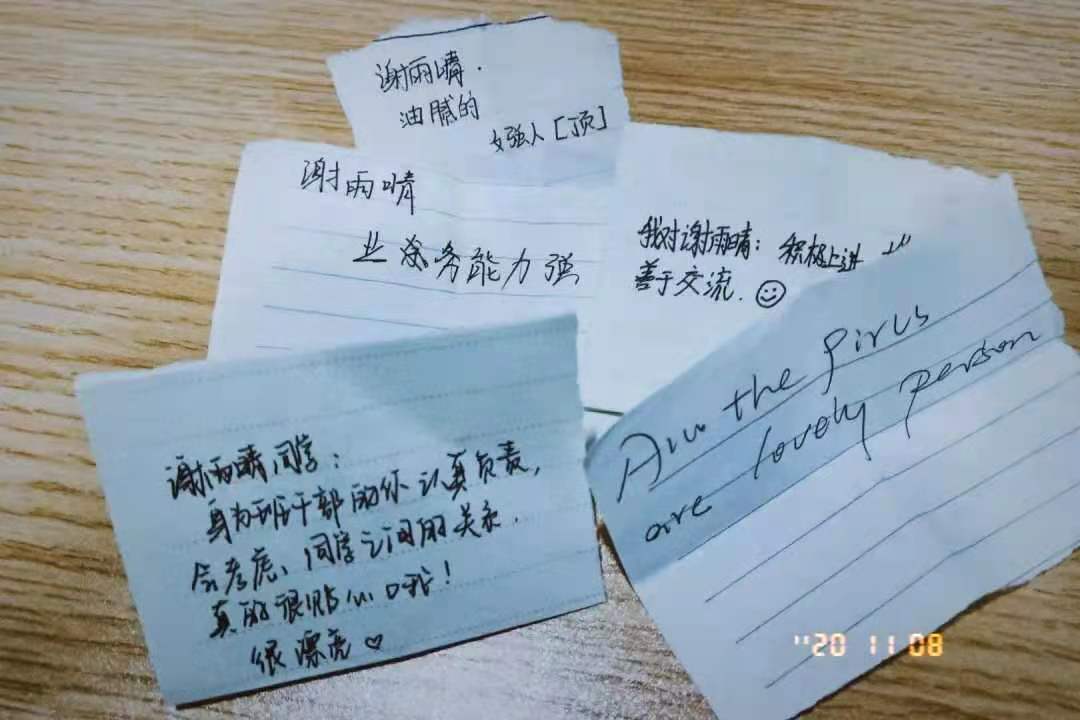 谢雨晴.
油腻的
女强人[顶]
谢雨晴
业务能力强
我对谢雨晴：积极上进
善于交流.
谢雨晴同学：
身为班干部的你认真负责，
会考虑、同学之间的关系.
真的很贴心哦！
很漂亮♡
All the girls
are lovely person
''20 11 08